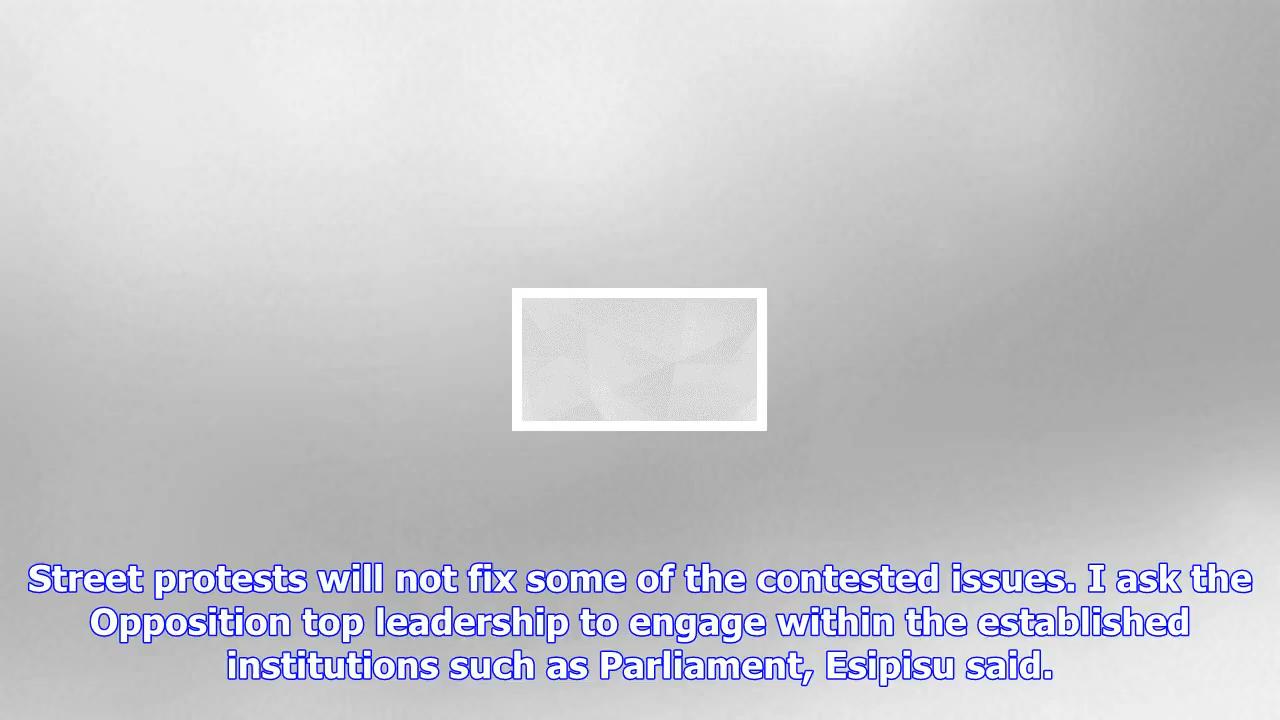 Street protests will not fix some of the contested issues. I ask the
Opposition top leadership to engage within the established
institutions such as Parliament, Esipisu said.